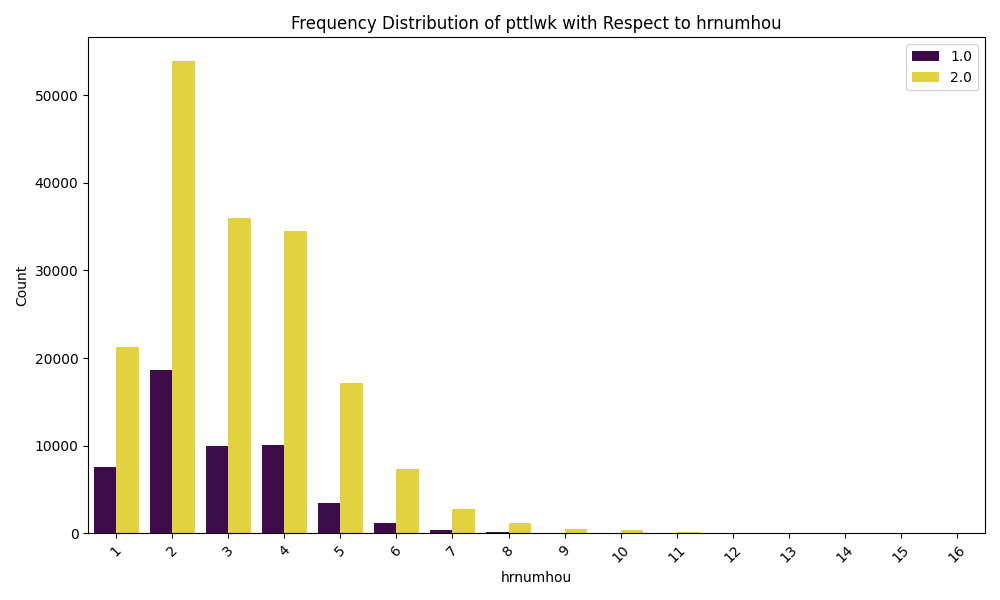 Frequency Distribution of pttlwk with Respect to hrnumhou
1.0
2.0
50000
40000
30000
20000
10000
0
Count
1 2 3 4 5 6 7 8 9 10 11 12 13 14 15 16
hrnumhou